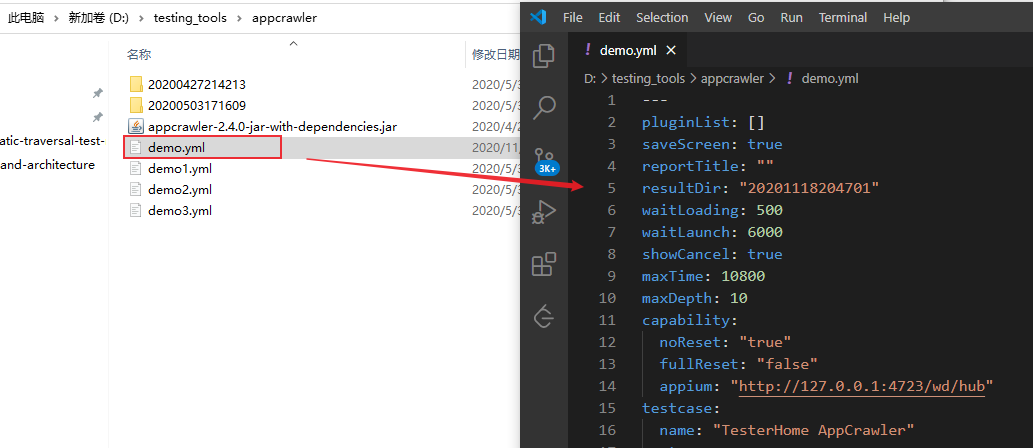 此电脑 > 新加卷 (D:) > testing_tools > appcrawler
名称
修改日期
20200427214213
2020/5/3
20200503171609
2020/5/3
appcrawler-2.4.0-jar-with-dependencies.jar
2020/4/2
demo.yml
2020/11,
demo1.yml
2020/5/3
demo2.yml
2020/5/3
demo3.yml
2020/5/3
atic-traversal-test-
and-architecture
File Edit Selection View Go Run Terminal Help
! demo.yml ×
D: > testing_tools > appcrawler > ! demo.yml
3K+
1 ---
2 pluginList: []
3 saveScreen: true
4 reportTitle: ""
5 resultDir: "20201118204701"
6 waitLoading: 500
7 waitLaunch: 6000
8 showCancel: true
9 maxTime: 10800
10 maxDepth: 10
11 capability:
12 noReset: "true"
13 fullReset: "false"
14 appium: "http://127.0.0.1:4723/wd/hub"
15 testcase:
16 name: "TesterHome AppCrawler"